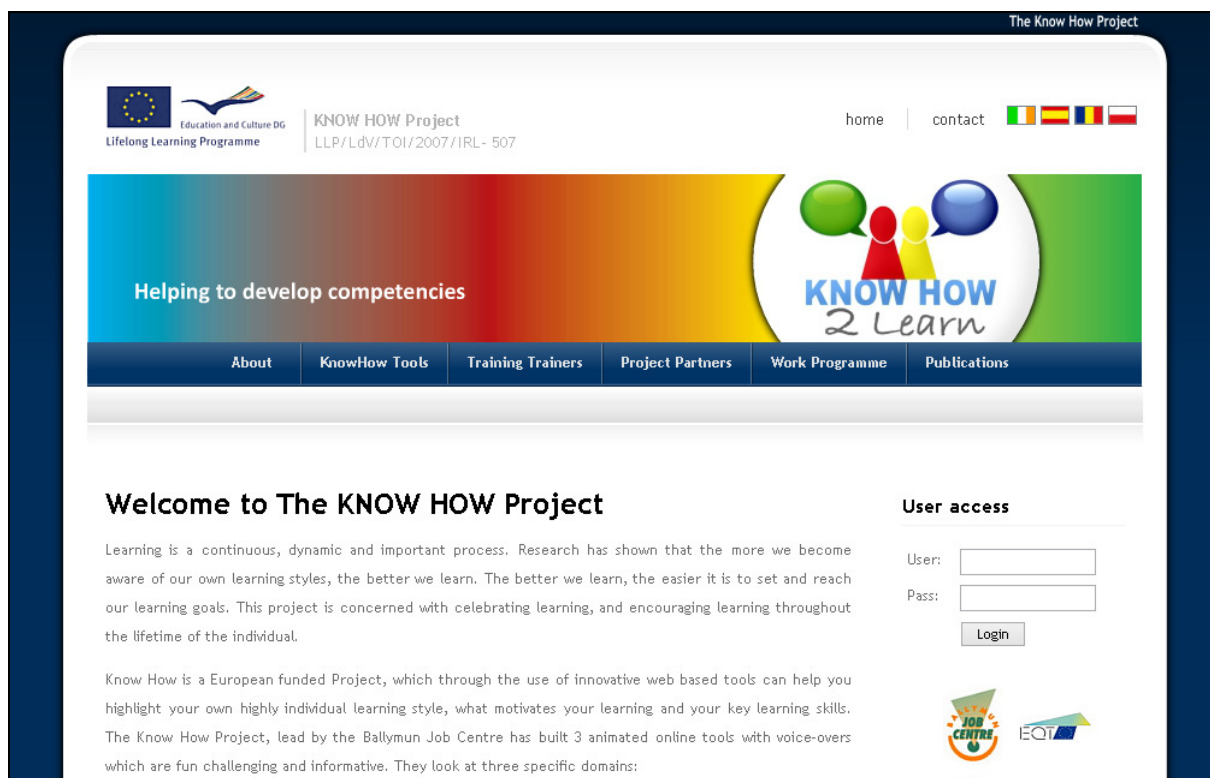 The Know How Project
Education and Culture DG
Lifelong Learning Programme
KNOW HOW Project
LLP/LdV/TOI/2007/IRL- 507
home
contact
Helping to develop competencies
KNOW HOW
2 Learn
About
KnowHow Tools
Training Trainers
Project Partners
Work Programme
Publications
Welcome to The KNOW HOW Project
Learning is a continuous, dynamic and important process. Research has shown that the more we become
aware of our own learning styles, the better we learn. The better we learn, the easier it is to set and reach
our learning goals. This project is concerned with celebrating learning, and encouraging learning throughout
the lifetime of the individual.
Know How is a European funded Project, which through the use of innovative web based tools can help you
highlight your own highly individual learning style, what motivates your learning and your key learning skills.
The Know How Project, lead by the Ballymun Job Centre has built 3 animated online tools with voice-overs
which are fun challenging and informative. They look at three specific domains:
User access
User:
Pass:
Login
BALLYMUN
JOB
CENTRE
EQT